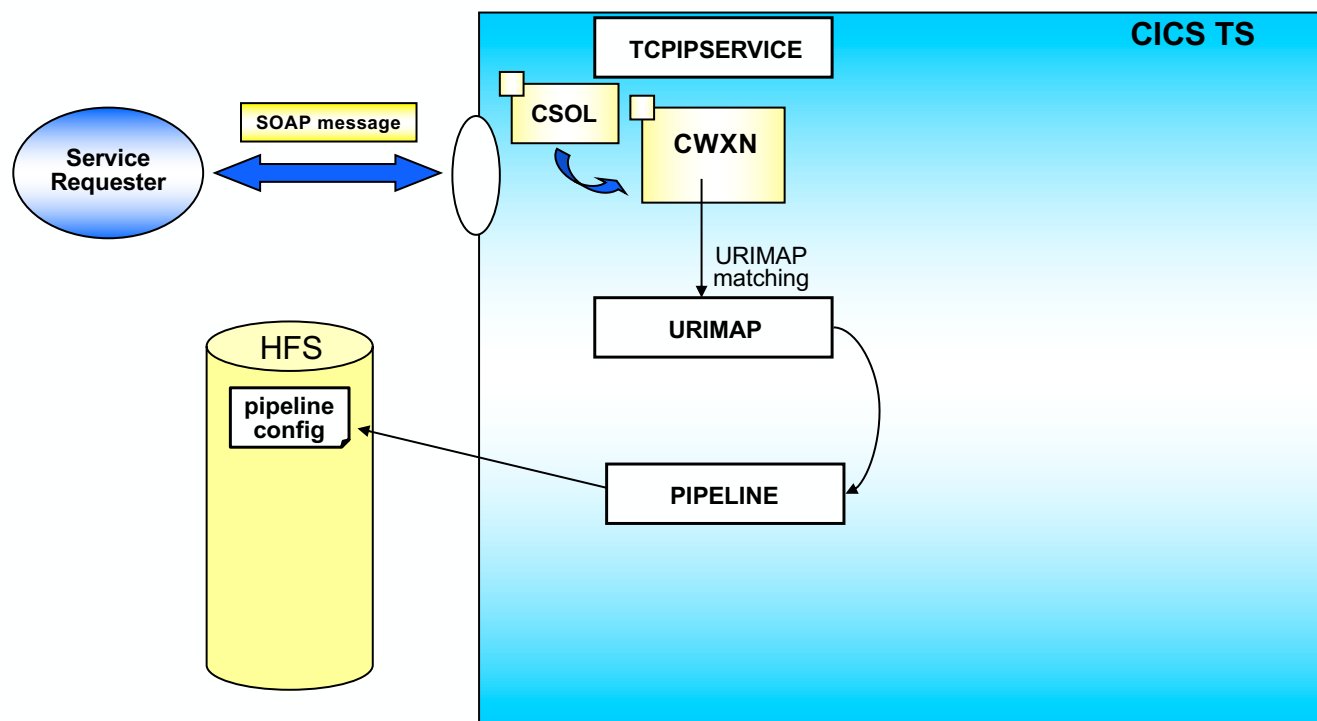 CICS TS
TCPIPSERVICE
CSOL
SOAP message
CWXN
Service
Requester
URIMAP
matching
URIMAP
HFS
pipeline
config
PIPELINE